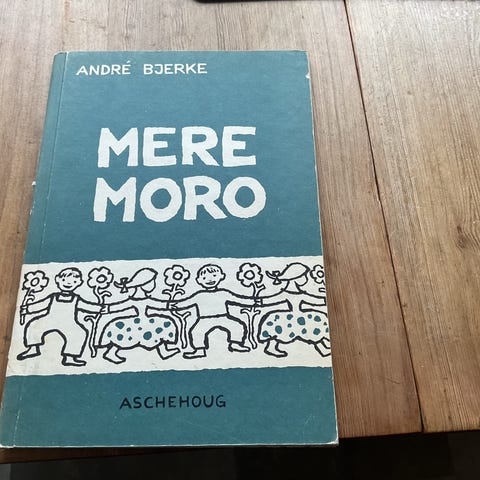 ANDRÉ BJERKE
MERE
MORO
ASCHEHOUG